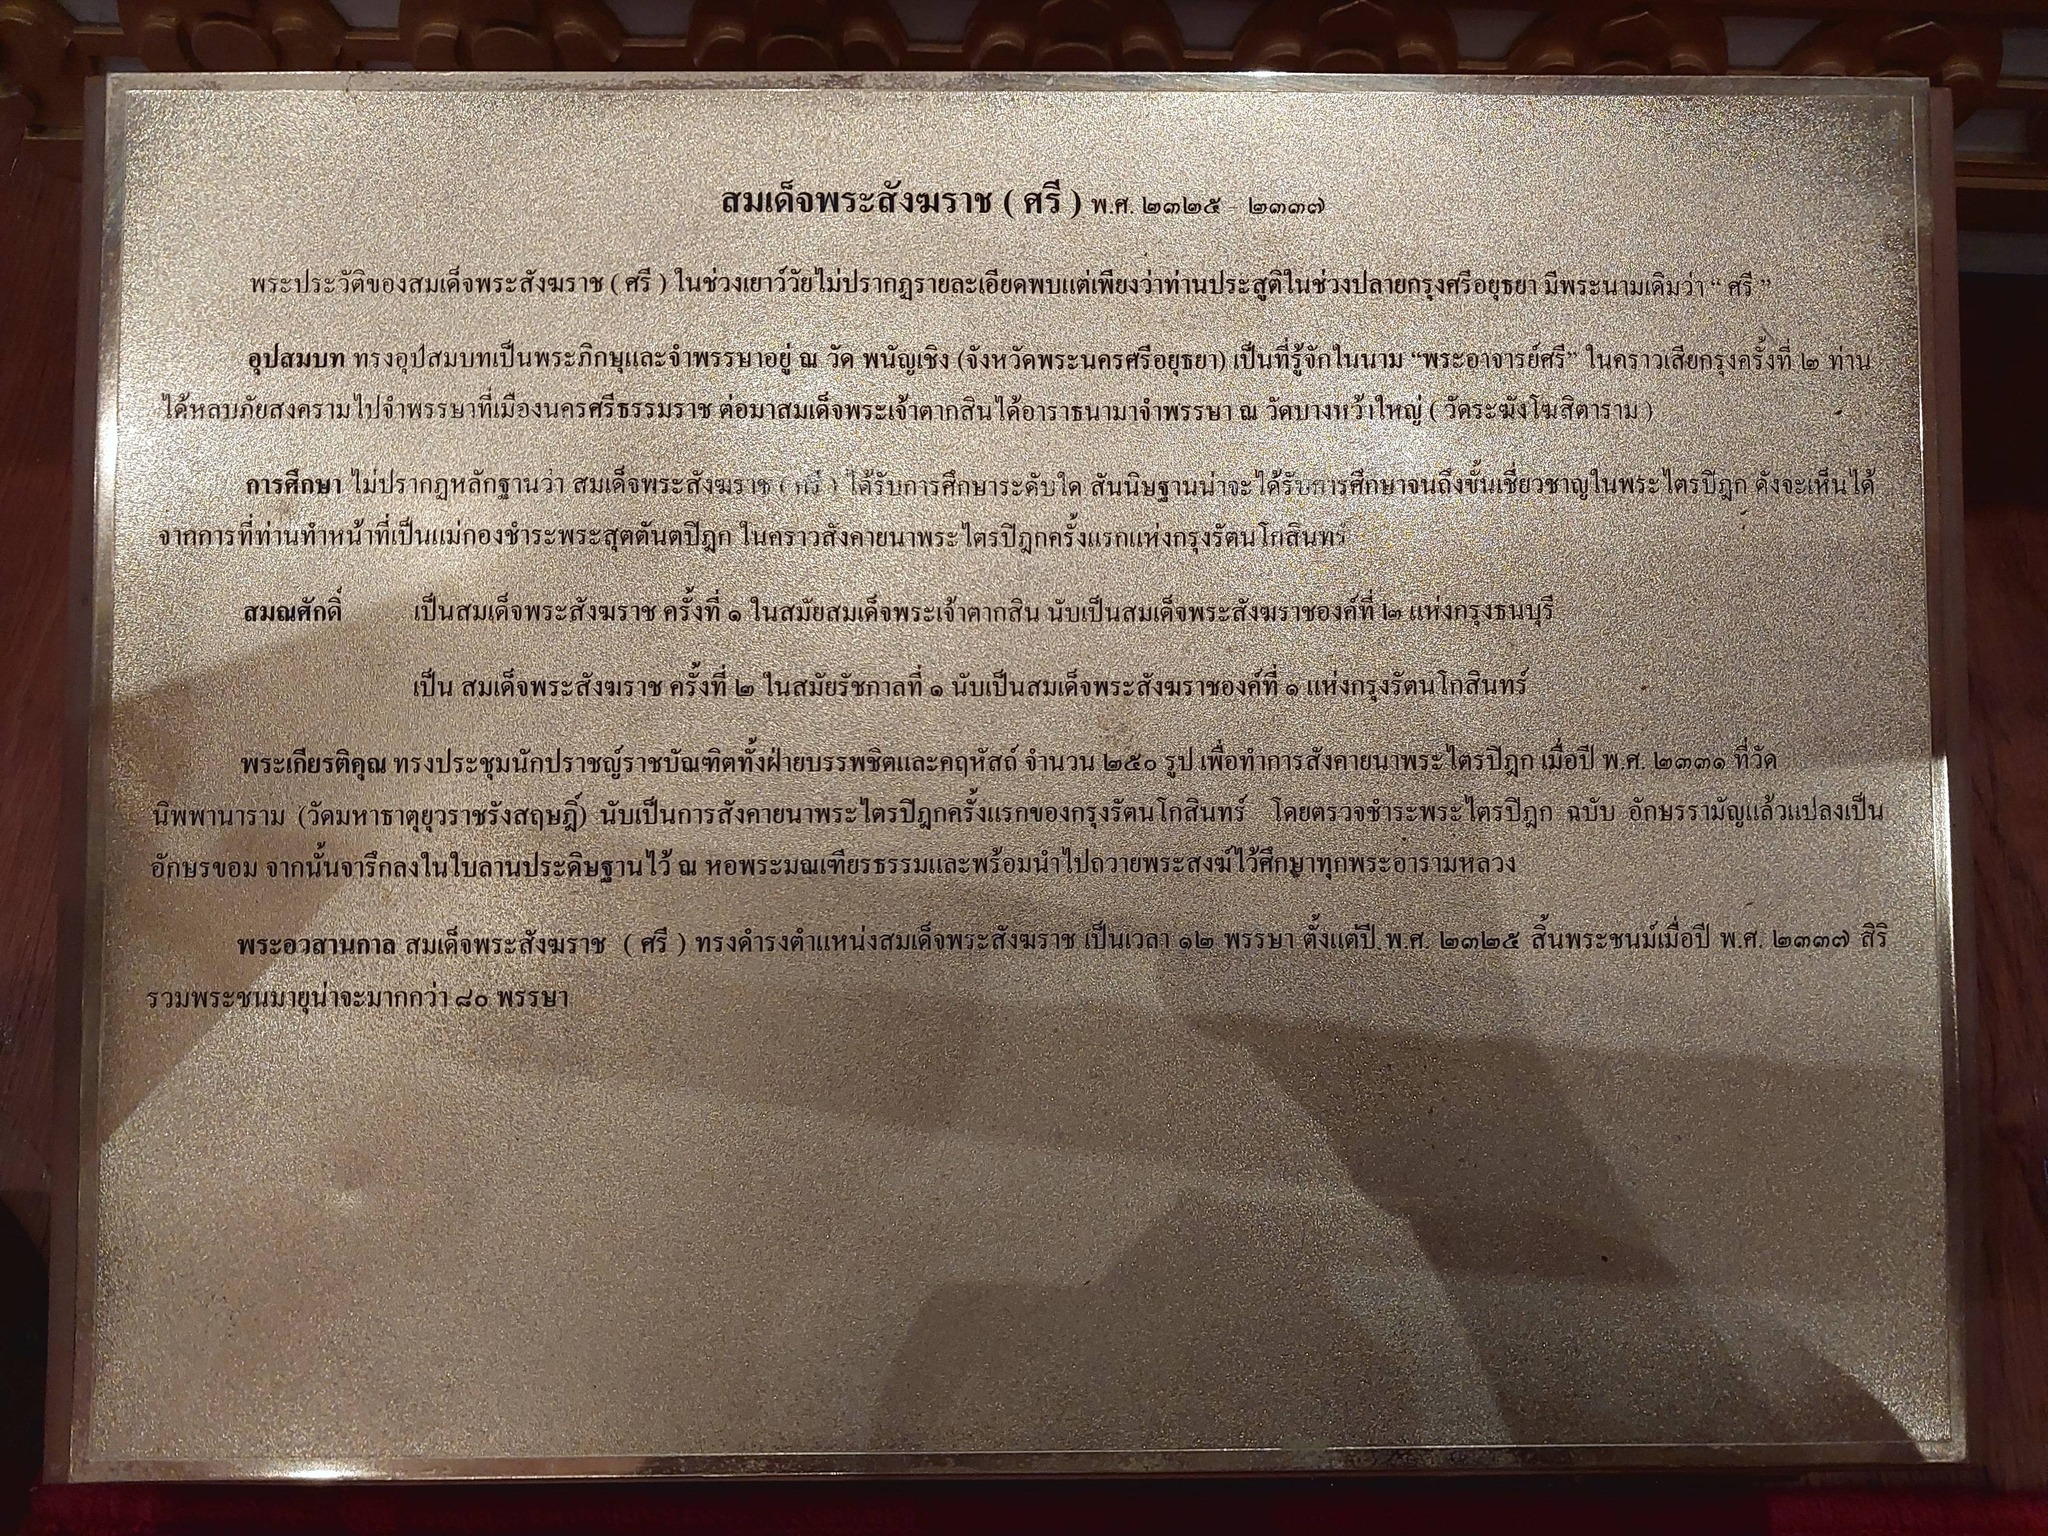 สมเด็จพระสังฆราช ( ศรี ) พ.ศ. ๒๓๒๕ - ๒๓๓๗
พระประวัติของสมเด็จพระสังฆราช ( ศรี ) ในช่วงเยาว์วัยไม่ปรากฏรายละเอียดพบแต่เพียงว่าท่านประสูติในช่วงปลายกรุงศรีอยุธยา มีพระนามเดิมว่า “ ศรี ”
อุปสมบท ทรงอุปสมบทเป็นพระภิกษุและจำพรรษาอยู่ ณ วัด พนัญเชิง (จังหวัดพระนครศรีอยุธยา) เป็นที่รู้จักในนาม “พระอาจารย์ศรี” ในคราวเสียกรุงครั้งที่ ๒ ท่าน
ได้หลบภัยสงครามไปจำพรรษาที่เมืองนครศรีธรรมราช ต่อมาสมเด็จพระเจ้าตากสินได้อาราธนามาจำพรรษา ณ วัดบางหว้าใหญ่ ( วัดระฆังโฆสิตาราม )
การศึกษา ไม่ปรากฏหลักฐานว่า สมเด็จพระสังฆราช ( ศรี ) ได้รับการศึกษาระดับใด สันนิษฐานน่าจะได้รับการศึกษาจนถึงขั้นเชี่ยวชาญในพระไตรปิฎก ดังจะเห็นได้
จากการที่ท่านทำหน้าที่เป็นแม่กองชำระพระสุตตันตปิฎก ในคราวสังคายนาพระไตรปิฎกครั้งแรกแห่งกรุงรัตนโกสินทร์
สมณศักดิ์ เป็นสมเด็จพระสังฆราช ครั้งที่ ๑ ในสมัยสมเด็จพระเจ้าตากสิน นับเป็นสมเด็จพระสังฆราชองค์ที่ ๒ แห่งกรุงธนบุรี
เป็น สมเด็จพระสังฆราช ครั้งที่ ๒ ในสมัยรัชกาลที่ ๑ นับเป็นสมเด็จพระสังฆราชองค์ที่ ๑ แห่งกรุงรัตนโกสินทร์
พระเกียรติคุณ ทรงประชุมนักปราชญ์ราชบัณฑิตทั้งฝ่ายบรรพชิตและคฤหัสถ์ จำนวน ๒๕๐ รูป เพื่อทำการสังคายนาพระไตรปิฎก เมื่อปี พ.ศ. ๒๓๓๑ ที่วัด
นิพพานาราม (วัดมหาธาตุยุวราชรังสฤษฎิ์) นับเป็นการสังคายนาพระไตรปิฎกครั้งแรกของกรุงรัตนโกสินทร์ โดยตรวจชำระพระไตรปิฎก ฉบับ อักษรรามัญแล้วแปลงเป็น
อักษรขอม จากนั้นจารึกลงในใบลานประดิษฐานไว้ ณ หอพระมณเฑียรธรรมและพร้อมนำไปถวายพระสงฆ์ไว้ศึกษาทุกพระอารามหลวง
พระอวสานกาล สมเด็จพระสังฆราช ( ศรี ) ทรงดำรงตำแหน่งสมเด็จพระสังฆราช เป็นเวลา ๑๒ พรรษา ตั้งแต่ปี พ.ศ. ๒๓๒๕ สิ้นพระชนม์เมื่อปี พ.ศ. ๒๓๓๗ สิริ
รวมพระชนมายุน่าจะมากกว่า ๘๐ พรรษา